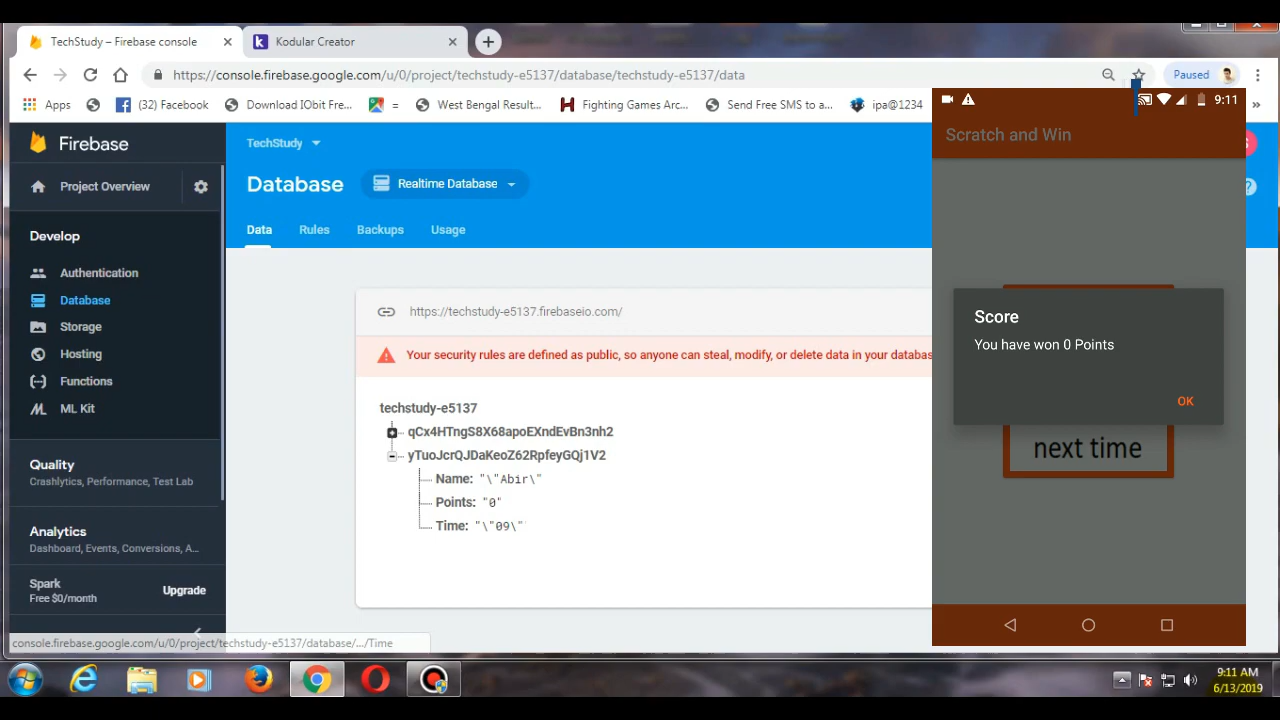 TechStudy – Firebase console
Kodular Creator
https://console.firebase.google.com/u/0/project/techstudy-e5137/database/techstudy-e5137/data
Paused
Apps
(32) Facebook
Download IObit Fre...
=
West Bengal Result...
Fighting Games Arc...
Send Free SMS to a...
ipa@1234
»
Firebase
Project Overview
Develop
Authentication
Database
Storage
Hosting
Functions
ML Kit
Quality
Crashlytics, Performance, Test Lab
Analytics
Dashboard, Events, Conversions, A...
Spark
Free $0/month
Upgrade
TechStudy
Database
Realtime Database
Data
Rules
Backups
Usage
https://techstudy-e5137.firebaseio.com/
Your security rules are defined as public, so anyone can steal, modify, or delete data in your databas
techstudy-e5137
qCx4HTngS8X68apoEXndEvBn3nh2
yTuoJcrQJDaKeoZ62RpfeyGQj1V2
Name: "\"Abir\"
Points: "0"
Time: "\"09\"
9:11
Scratch and Win
Score
You have won 0 Points
OK
next time
console.firebase.google.com/u/0/project/techstudy-e5137/database/.../Time
9:11 AM
6/13/2019